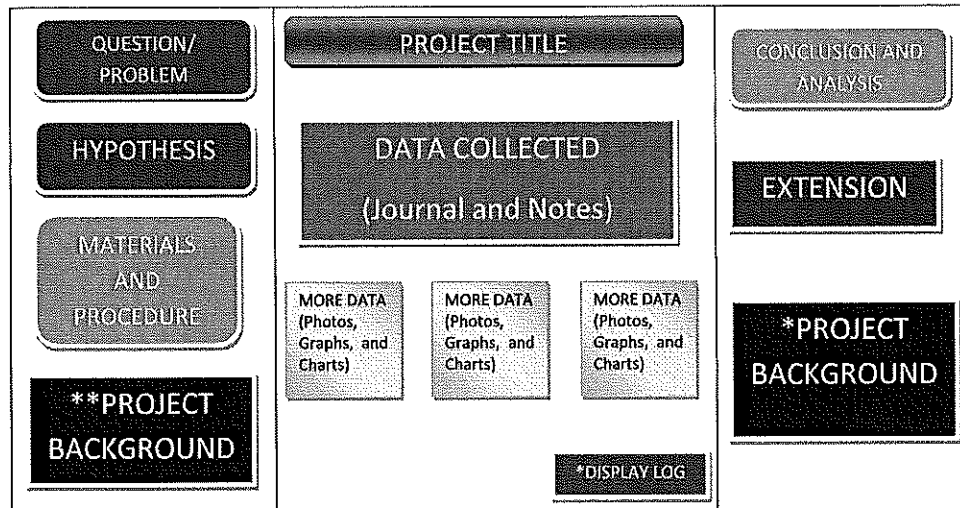 QUESTION/
PROBLEM
HYPOTHESIS
MATERIALS
AND
PROCEDURE
**PROJECT
BACKGROUND
PROJECT TITLE
DATA COLLECTED
(Journal and Notes)
MORE DATA
(Photos,
Graphs, and
Charts)
MORE DATA
(Photos,
Graphs, and
Charts)
MORE DATA
(Photos,
Graphs, and
Charts)
*DISPLAY LOG
CONCLUSION AND
ANALYSIS
EXTENSION
*PROJECT
BACKGROUND